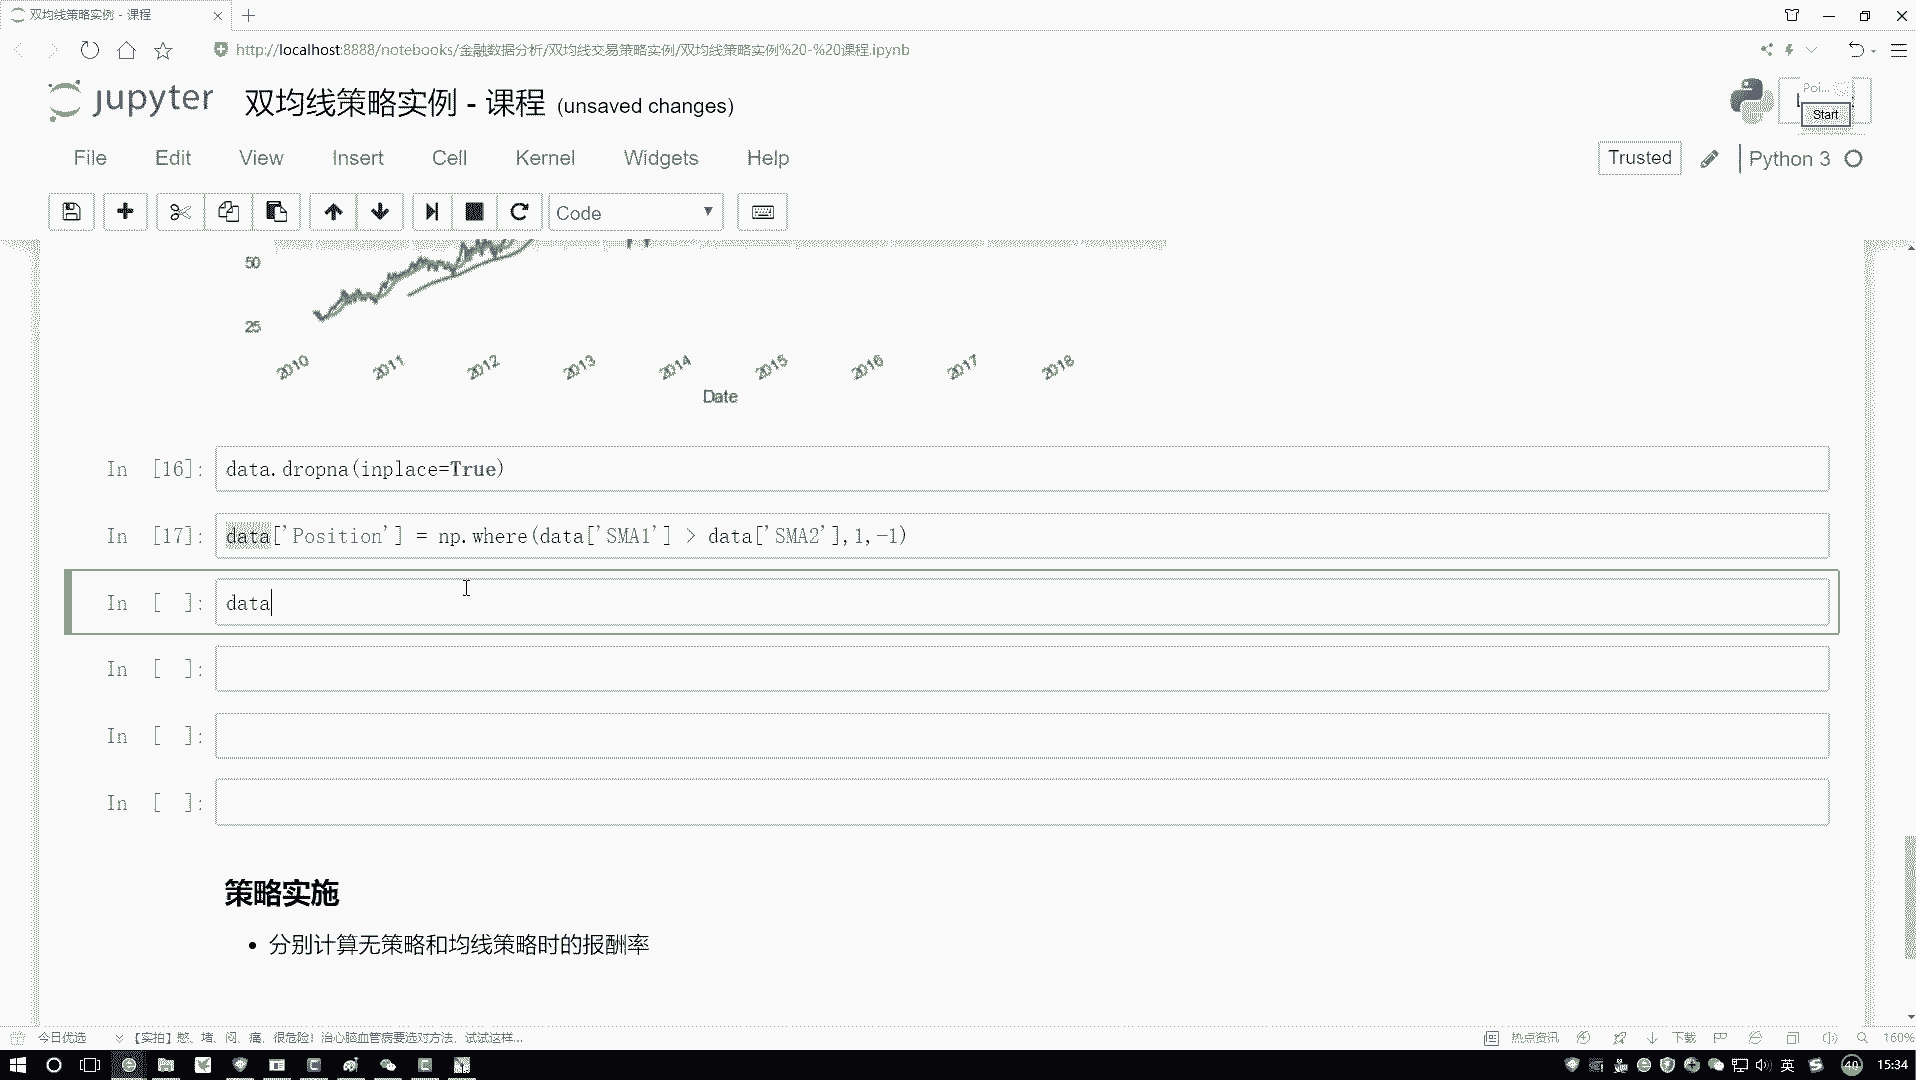 双均线策略实例 - 课程
http://localhost:8888/notebooks/金融数据分析/双均线交易策略实例/双均线策略实例%20-%20课程.ipynb
jupyter 双均线策略实例 - 课程 (unsaved changes)
Poi...
Start
File Edit View Insert Cell Kernel Widgets Help
Trusted Python 3
Code
50
25
2010 2011 2012 2013 2014 2015 2016 2017 2018
Date
In [16]: data.dropna(inplace=True)
In [17]: data['Position'] = np.where(data['SMA1'] > data['SMA2'],1,-1)
In [ ]: data
In [ ]:
In [ ]:
In [ ]:
策略实施
• 分别计算无策略和均线策略时的报酬率
今日优选 【实拍】憋、堵、闷、痛，很危险！治心脑血管病要选对方法，试试这样...
热点资讯 下载 160%
英 40 15:34